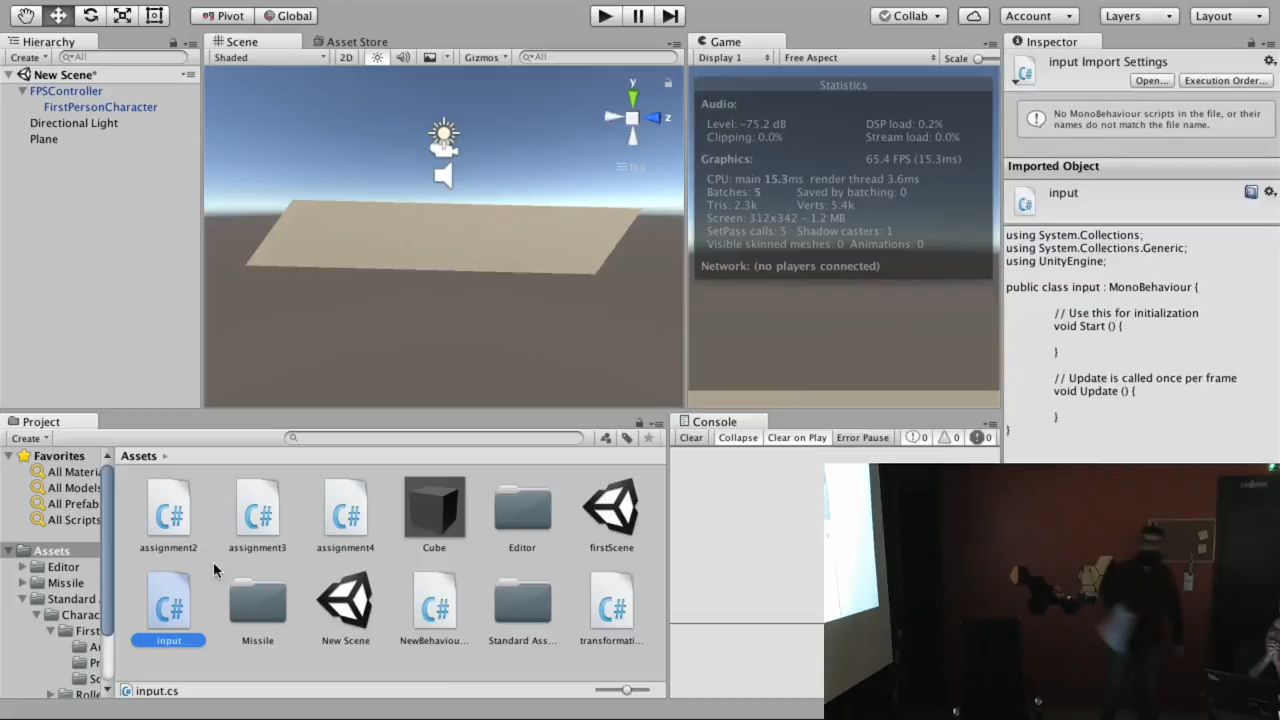 Pivot Global
Collab Account Layers Layout
Hierarchy
Create All
New Scene*
FPSController
FirstPersonCharacter
Directional Light
Plane
Scene Asset Store
Shaded 2D Gizmos All
y
z
Iso
Game
Display 1 Free Aspect Scale
Statistics
Audio:
Level: -75.2 dB DSP load: 0.2%
Clipping: 0.0% Stream load: 0.0%
Graphics: 65.4 FPS (15.3ms)
CPU: main 15.3ms render thread 3.6ms
Batches: 5 Saved by batching: 0
Tris: 2.3k Verts: 5.4k
Screen: 312x342 - 1.2 MB
SetPass calls: 5 Shadow casters: 1
Visible skinned meshes: 0 Animations: 0
Network: (no players connected)
Inspector
input Import Settings
Open... Execution Order...
No MonoBehaviour scripts in the file, or their
names do not match the file name.
Imported Object
input
using System.Collections;
using System.Collections.Generic;
using UnityEngine;
public class input : MonoBehaviour {
// Use this for initialization
void Start () {
}
// Update is called once per frame
void Update () {
}
}
Project
Create
Favorites
All Materia
All Models
All Prefab
All Scripts
Assets
Editor
Missile
Standard
Charac
First
A
Pr
Sc
Rolle
Assets
C# C# C#
assignment2 assignment3 assignment4 Cube Editor firstScene
C# C# C#
input Missile New Scene NewBehaviou... Standard Ass... transformati...
input.cs
Console
Clear Collapse Clear on Play Error Pause 0 0 0